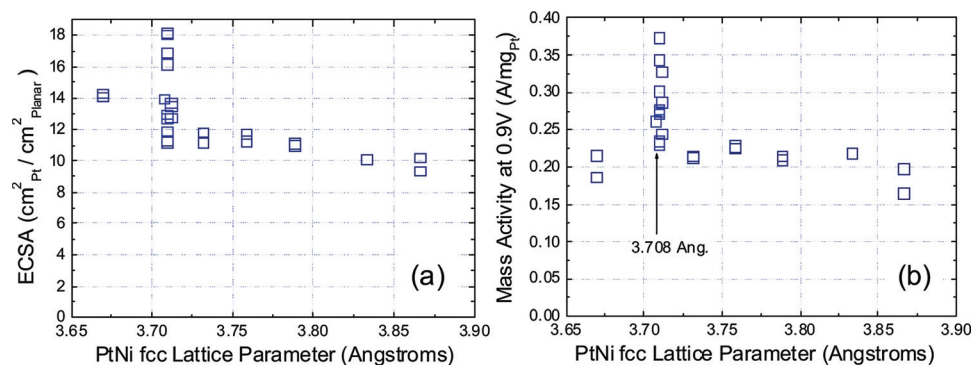 18
16
14
12
10
8
6
4
2
0
ECSA (cm²Pt / cm²Planar)
3.65 3.70 3.75 3.80 3.85 3.90
PtNi fcc Lattice Parameter (Angstroms)
(a)
0.40
0.35
0.30
0.25
0.20
0.15
0.10
0.05
0.00
Mass Activity at 0.9V (A/mgPt)
3.708 Ang.
(b)
3.65 3.70 3.75 3.80 3.85 3.90
PtNi fcc Lattice Parameter (Angstroms)